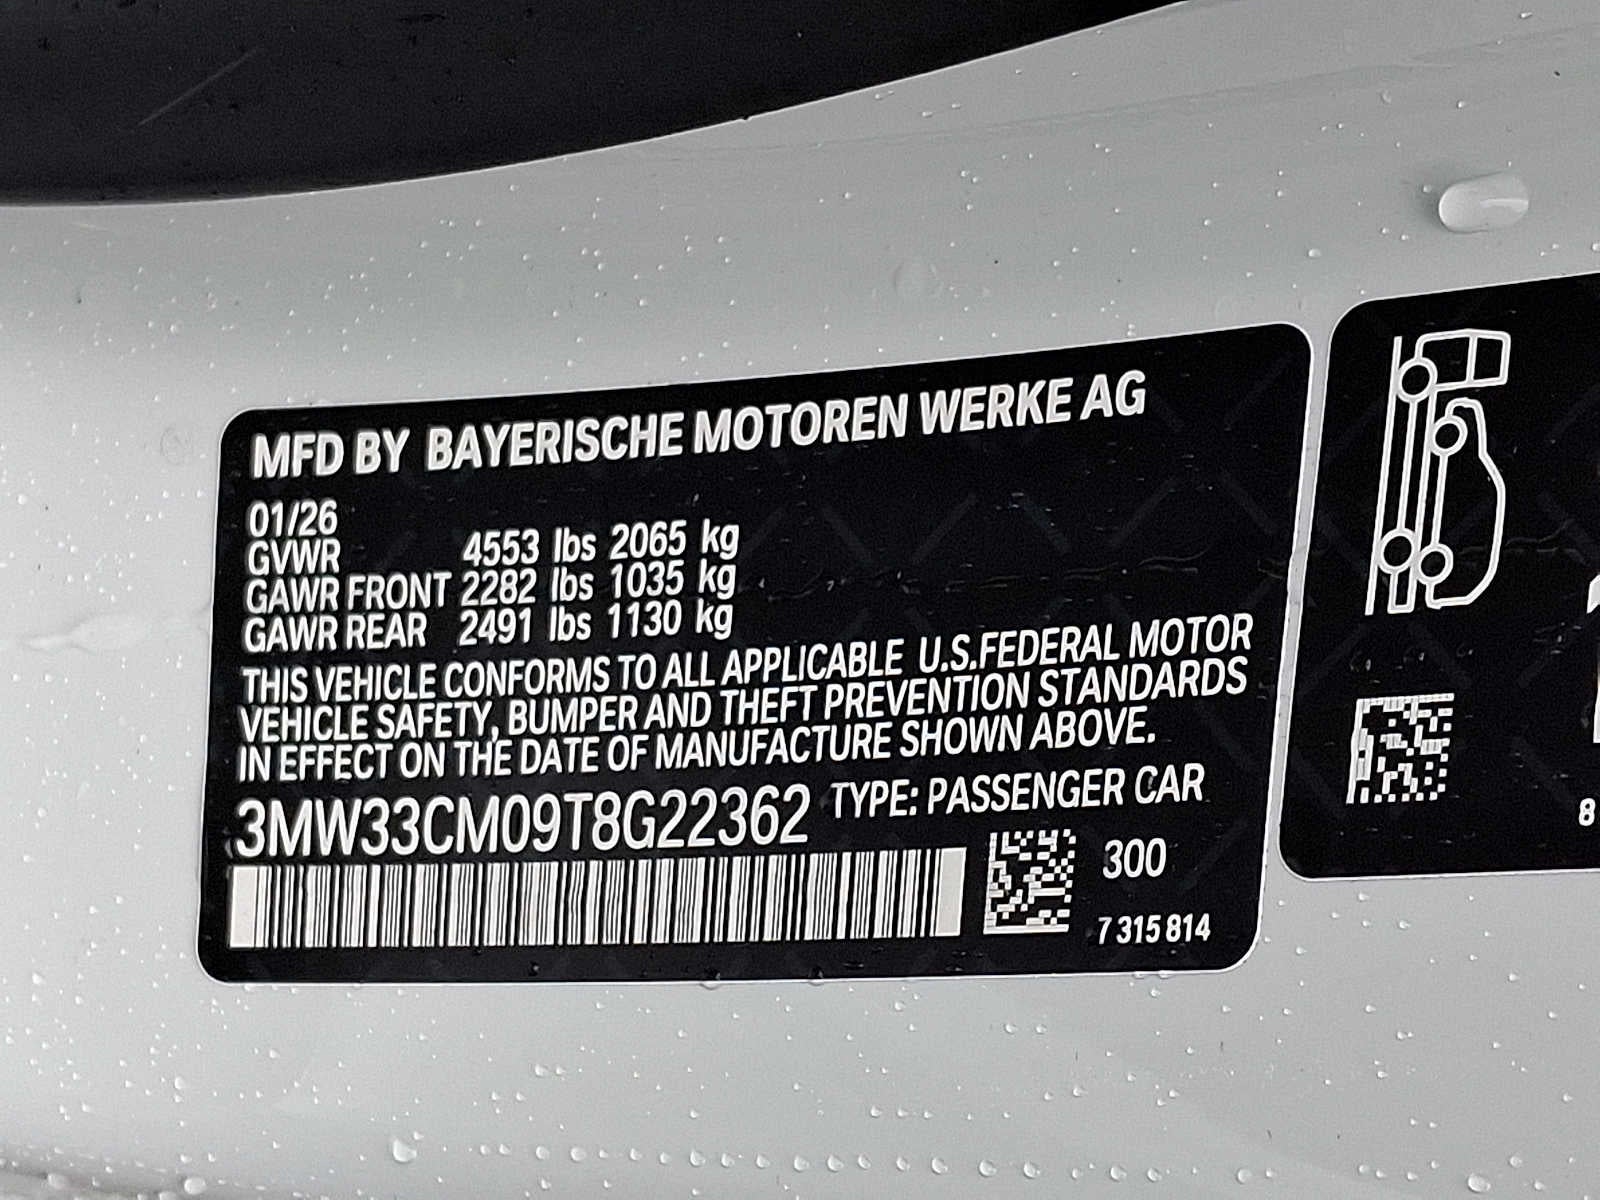 MFD BY BAYERISCHE MOTOREN WERKE AG
01/26
GVWR 4553 lbs 2065 kg
GAWR FRONT 2282 lbs 1035 kg
GAWR REAR 2491 lbs 1130 kg
THIS VEHICLE CONFORMS TO ALL APPLICABLE U.S.FEDERAL MOTOR
VEHICLE SAFETY, BUMPER AND THEFT PREVENTION STANDARDS
IN EFFECT ON THE DATE OF MANUFACTURE SHOWN ABOVE.
3MW33CM09T8G22362 TYPE: PASSENGER CAR
300
7 315 814
8